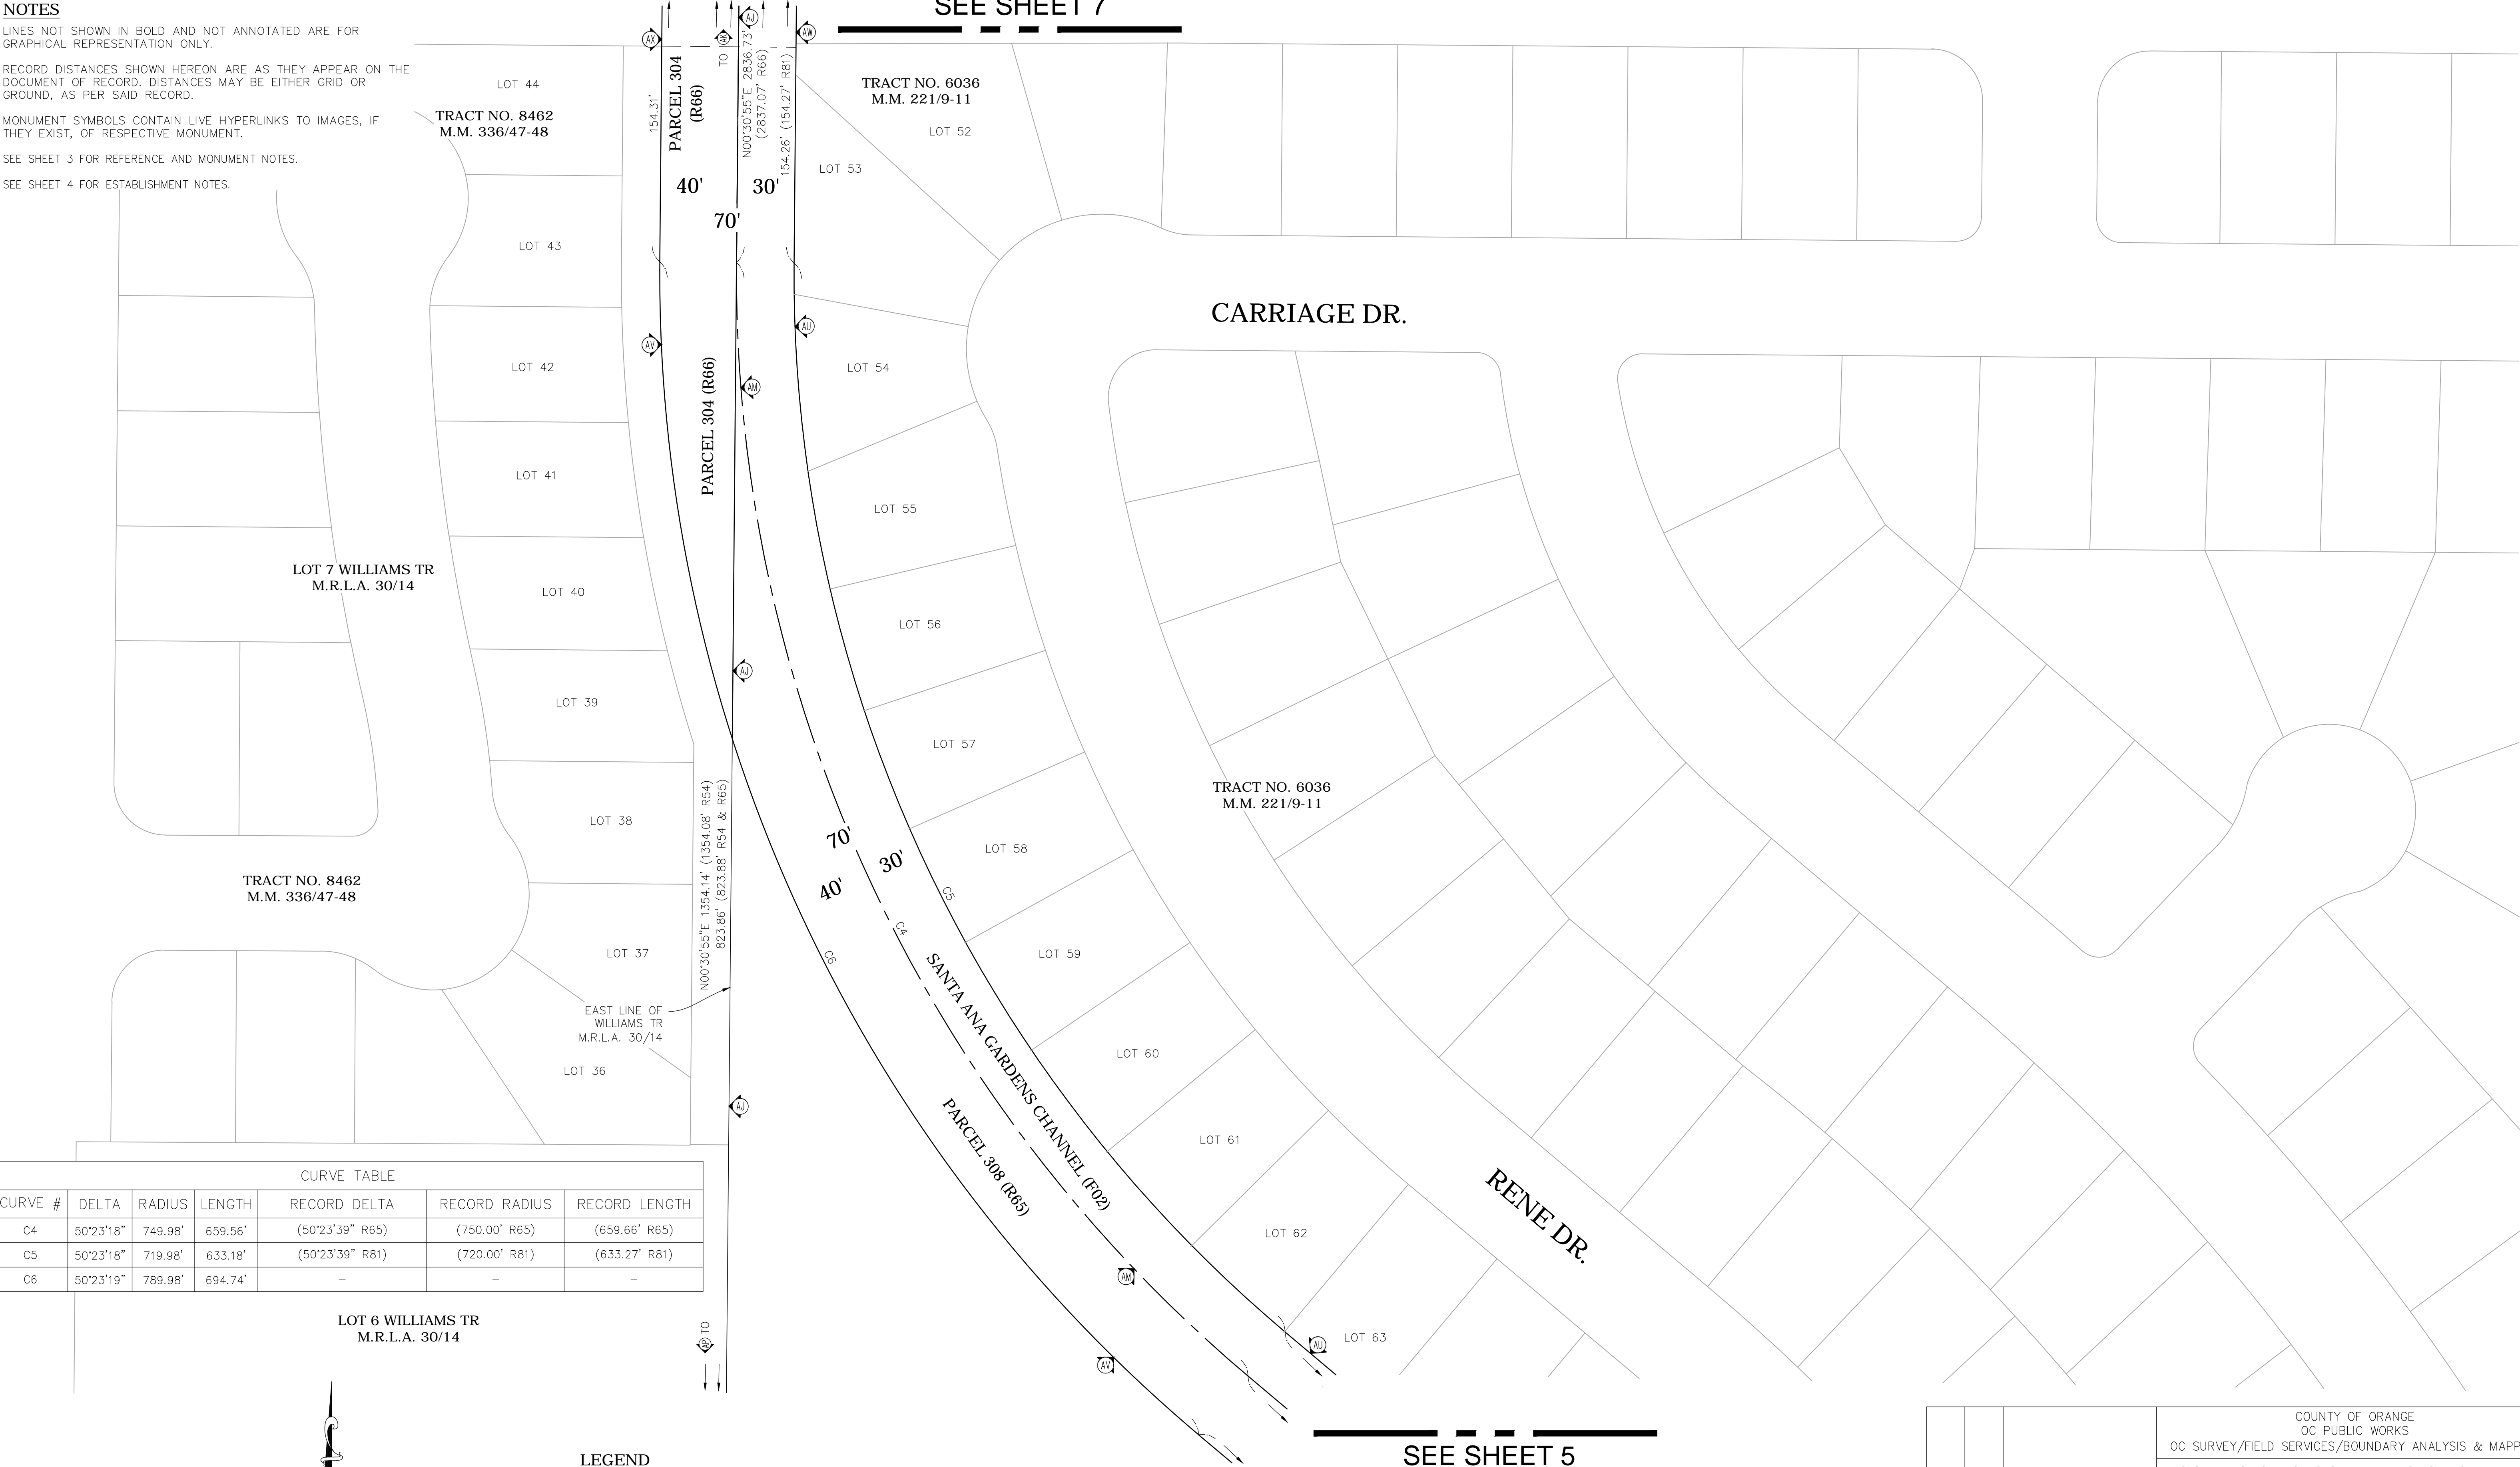 NOTES
LINES NOT SHOWN IN BOLD AND NOT ANNOTATED ARE FOR
GRAPHICAL REPRESENTATION ONLY.
RECORD DISTANCES SHOWN HEREON ARE AS THEY APPEAR ON THE
DOCUMENT OF RECORD. DISTANCES MAY BE EITHER GRID OR
GROUND, AS PER SAID RECORD.
MONUMENT SYMBOLS CONTAIN LIVE HYPERLINKS TO IMAGES, IF
THEY EXIST, OF RESPECTIVE MONUMENT.
SEE SHEET 3 FOR REFERENCE AND MONUMENT NOTES.
SEE SHEET 4 FOR ESTABLISHMENT NOTES.
SEE SHEET 7
LOT 44
TRACT NO. 8462
M.M. 336/47-48
AX
154.31'
PARCEL 304
(R66)
TO AK
AJ
N00°30'55"E 2836.73'
(2837.07' R66)
154.26' (154.27' R81)
AW
40'
30'
70'
TRACT NO. 6036
M.M. 221/9-11
LOT 52
LOT 53
LOT 43
CARRIAGE DR.
AU
AV
LOT 42
LOT 54
AM
PARCEL 304 (R66)
LOT 41
LOT 55
LOT 7 WILLIAMS TR
M.R.L.A. 30/14
LOT 40
LOT 56
AJ
LOT 39
LOT 57
TRACT NO. 6036
M.M. 221/9-11
LOT 38
N00°30'55"E 1354.14' (1354.08' R54)
823.86' (823.88' R54 & R65)
70'
30'
40'
LOT 58
TRACT NO. 8462
M.M. 336/47-48
C5
C4
C6
LOT 37
LOT 59
SANTA ANA GARDENS CHANNEL (F02)
EAST LINE OF
WILLIAMS TR
M.R.L.A. 30/14
LOT 60
LOT 36
AJ
PARCEL 308 (R65)
LOT 61
RENE DR.
LOT 62
CURVE TABLE
CURVE # DELTA RADIUS LENGTH RECORD DELTA RECORD RADIUS RECORD LENGTH
C4 50°23'18" 749.98' 659.56' (50°23'39" R65) (750.00' R65) (659.66' R65)
C5 50°23'18" 719.98' 633.18' (50°23'39" R81) (720.00' R81) (633.27' R81)
C6 50°23'19" 789.98' 694.74' – – –
AM
LOT 6 WILLIAMS TR
M.R.L.A. 30/14
AP TO
AV
AU
LOT 63
LEGEND
SEE SHEET 5
COUNTY OF ORANGE
OC PUBLIC WORKS
OC SURVEY/FIELD SERVICES/BOUNDARY ANALYSIS & MAPP